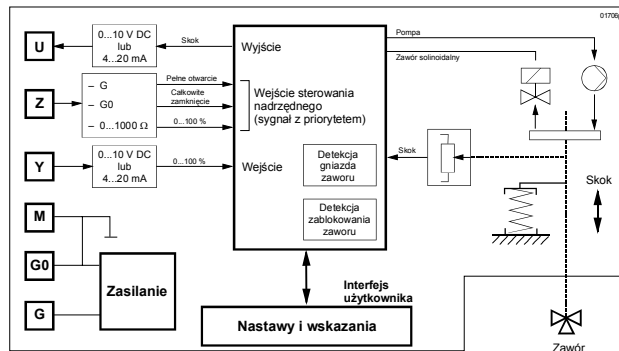 01706
U
0...10 V DC
lub
4...20 mA
Skok
Wyjście
Pompa
Zawór solinoidalny
Z
– G
– G0
– 0...1000 Ω
Pełne otwarcie
Całkowite
zamknięcie
0...100 %
Wejście sterowania
nadrzędnego
(sygnał z priorytetem)
Y
0...10 V DC
lub
4...20 mA
0...100 %
Wejście
Detekcja
gniazda
zaworu
Detekcja
zablokowania
zaworu
Skok
Skok
M
G0
G
Zasilanie
Interfejs
użytkownika
Nastawy i wskazania
Zawór